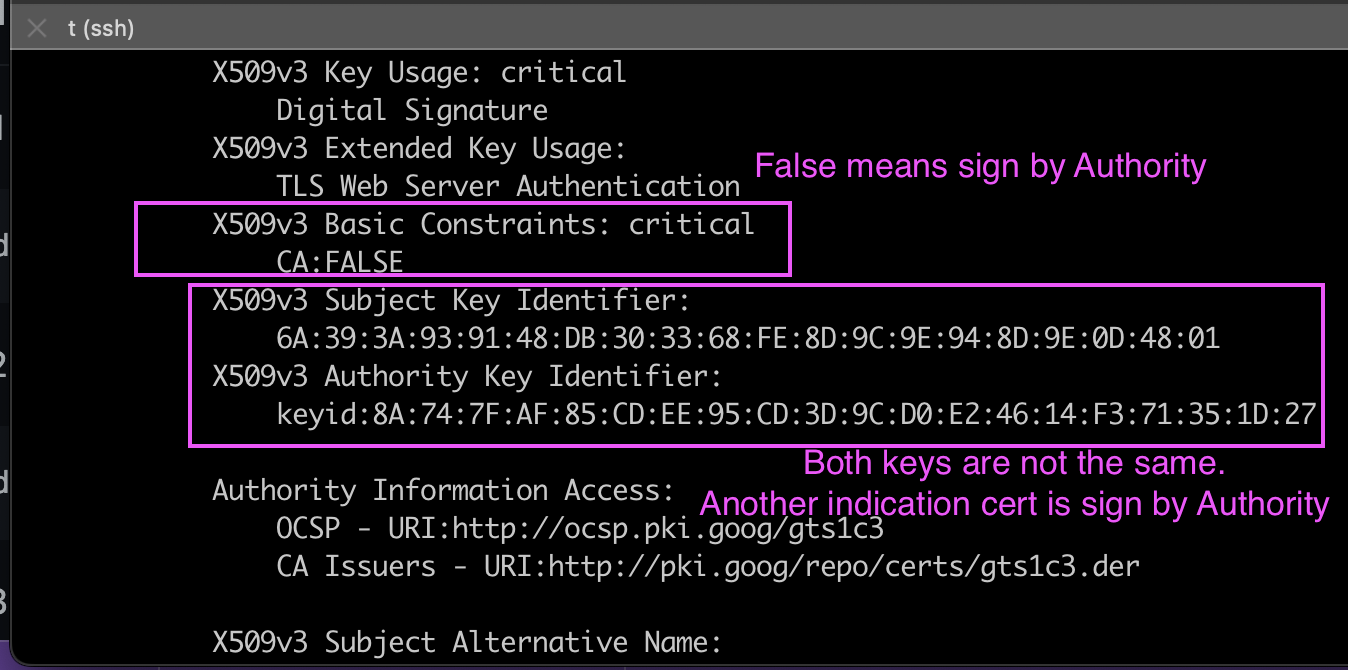 t (ssh)
X509v3 Key Usage: critical
Digital Signature
X509v3 Extended Key Usage:
False means sign by Authority
TLS Web Server Authentication
X509v3 Basic Constraints: critical
CA:FALSE
X509v3 Subject Key Identifier:
6A:39:3A:93:91:48:DB:30:33:68:FE:8D:9C:9E:94:8D:9E:0D:48:01
X509v3 Authority Key Identifier:
keyid:8A:74:7F:AF:85:CD:EE:95:CD:3D:9C:D0:E2:46:14:F3:71:35:1D:27
Both keys are not the same.
Authority Information Access:
Another indication cert is sign by Authority
OCSP - URI:http://ocsp.pki.goog/gts1c3
CA Issuers - URI:http://pki.goog/repo/certs/gts1c3.der
X509v3 Subject Alternative Name: